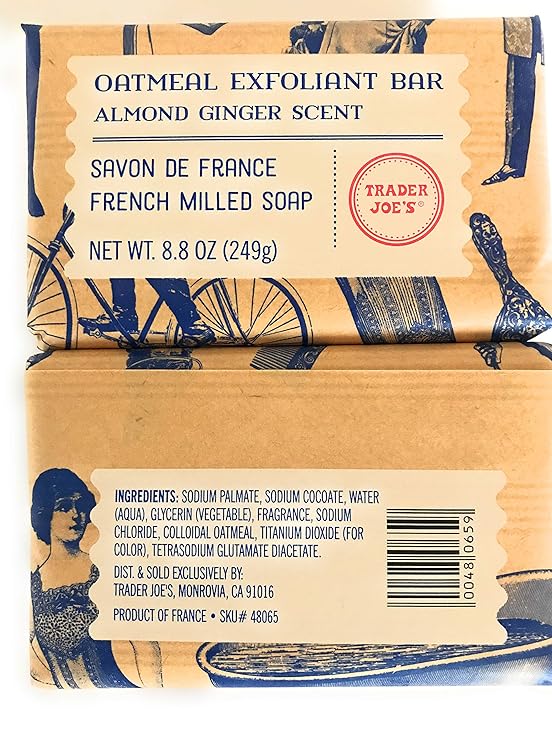 OATMEAL EXFOLIANT BAR
ALMOND GINGER SCENT
SAVON DE FRANCE
FRENCH MILLED SOAP
NET WT. 8.8 OZ (249g)
TRADER
JOE'S®
INGREDIENTS: SODIUM PALMATE, SODIUM COCOATE, WATER
(AQUA), GLYCERIN (VEGETABLE), FRAGRANCE, SODIUM
CHLORIDE, COLLOIDAL OATMEAL, TITANIUM DIOXIDE (FOR
COLOR), TETRASODIUM GLUTAMATE DIACETATE.
DIST. & SOLD EXCLUSIVELY BY:
TRADER JOE'S, MONROVIA, CA 91016
PRODUCT OF FRANCE • SKU# 48065
0048 0659